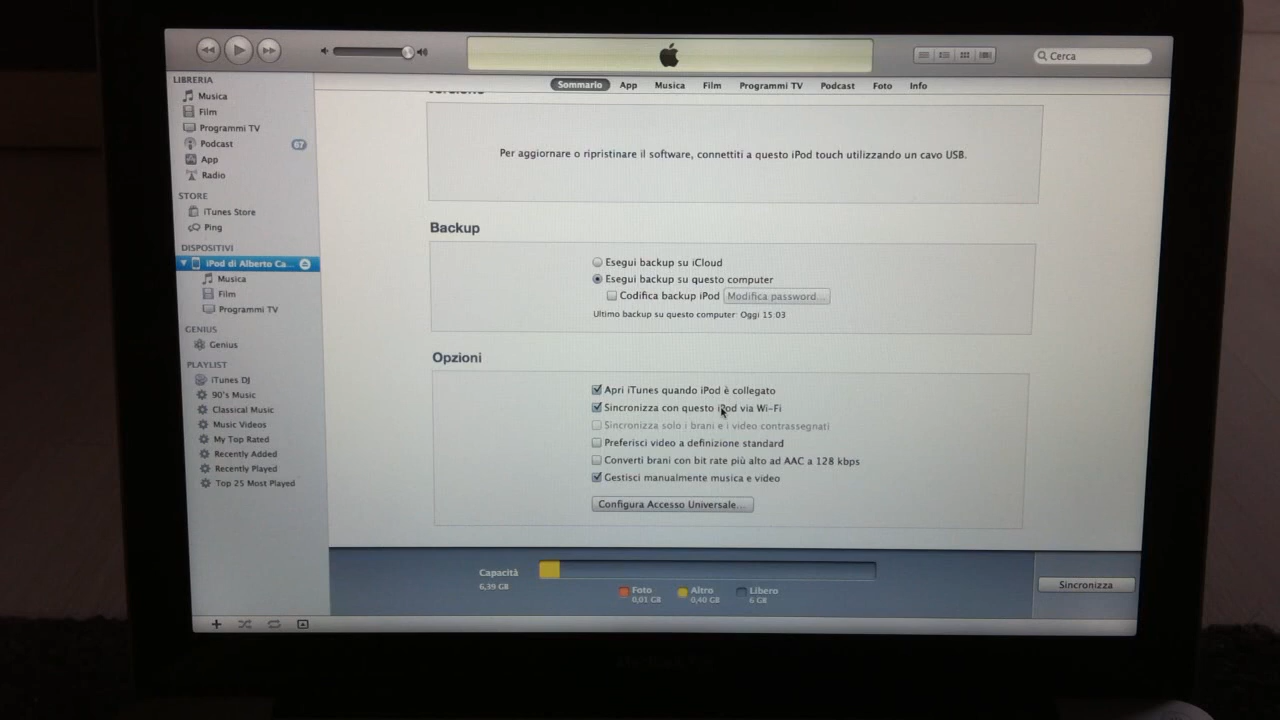 Cerca
Sommario App Musica Film Programmi TV Podcast Foto Info
LIBRERIA
Musica
Film
Programmi TV
Podcast 67
App
Radio
STORE
iTunes Store
Ping
DISPOSITIVI
iPod di Alberto Ca...
Musica
Film
Programmi TV
GENIUS
Genius
PLAYLIST
iTunes DJ
90's Music
Classical Music
Music Videos
My Top Rated
Recently Added
Recently Played
Top 25 Most Played
Per aggiornare o ripristinare il software, connettiti a questo iPod touch utilizzando un cavo USB.
Backup
Esegui backup su iCloud
Esegui backup su questo computer
Codifica backup iPod Modifica password...
Ultimo backup su questo computer: Oggi 15:03
Opzioni
Apri iTunes quando iPod è collegato
Sincronizza con questo iPod via Wi-Fi
Sincronizza solo i brani e i video contrassegnati
Preferisci video a definizione standard
Converti brani con bit rate più alto ad AAC a 128 kbps
Gestisci manualmente musica e video
Configura Accesso Universale...
Capacità
6,39 GB
Foto
0,01 GB
Altro
0,40 GB
Libero
6 GB
Sincronizza